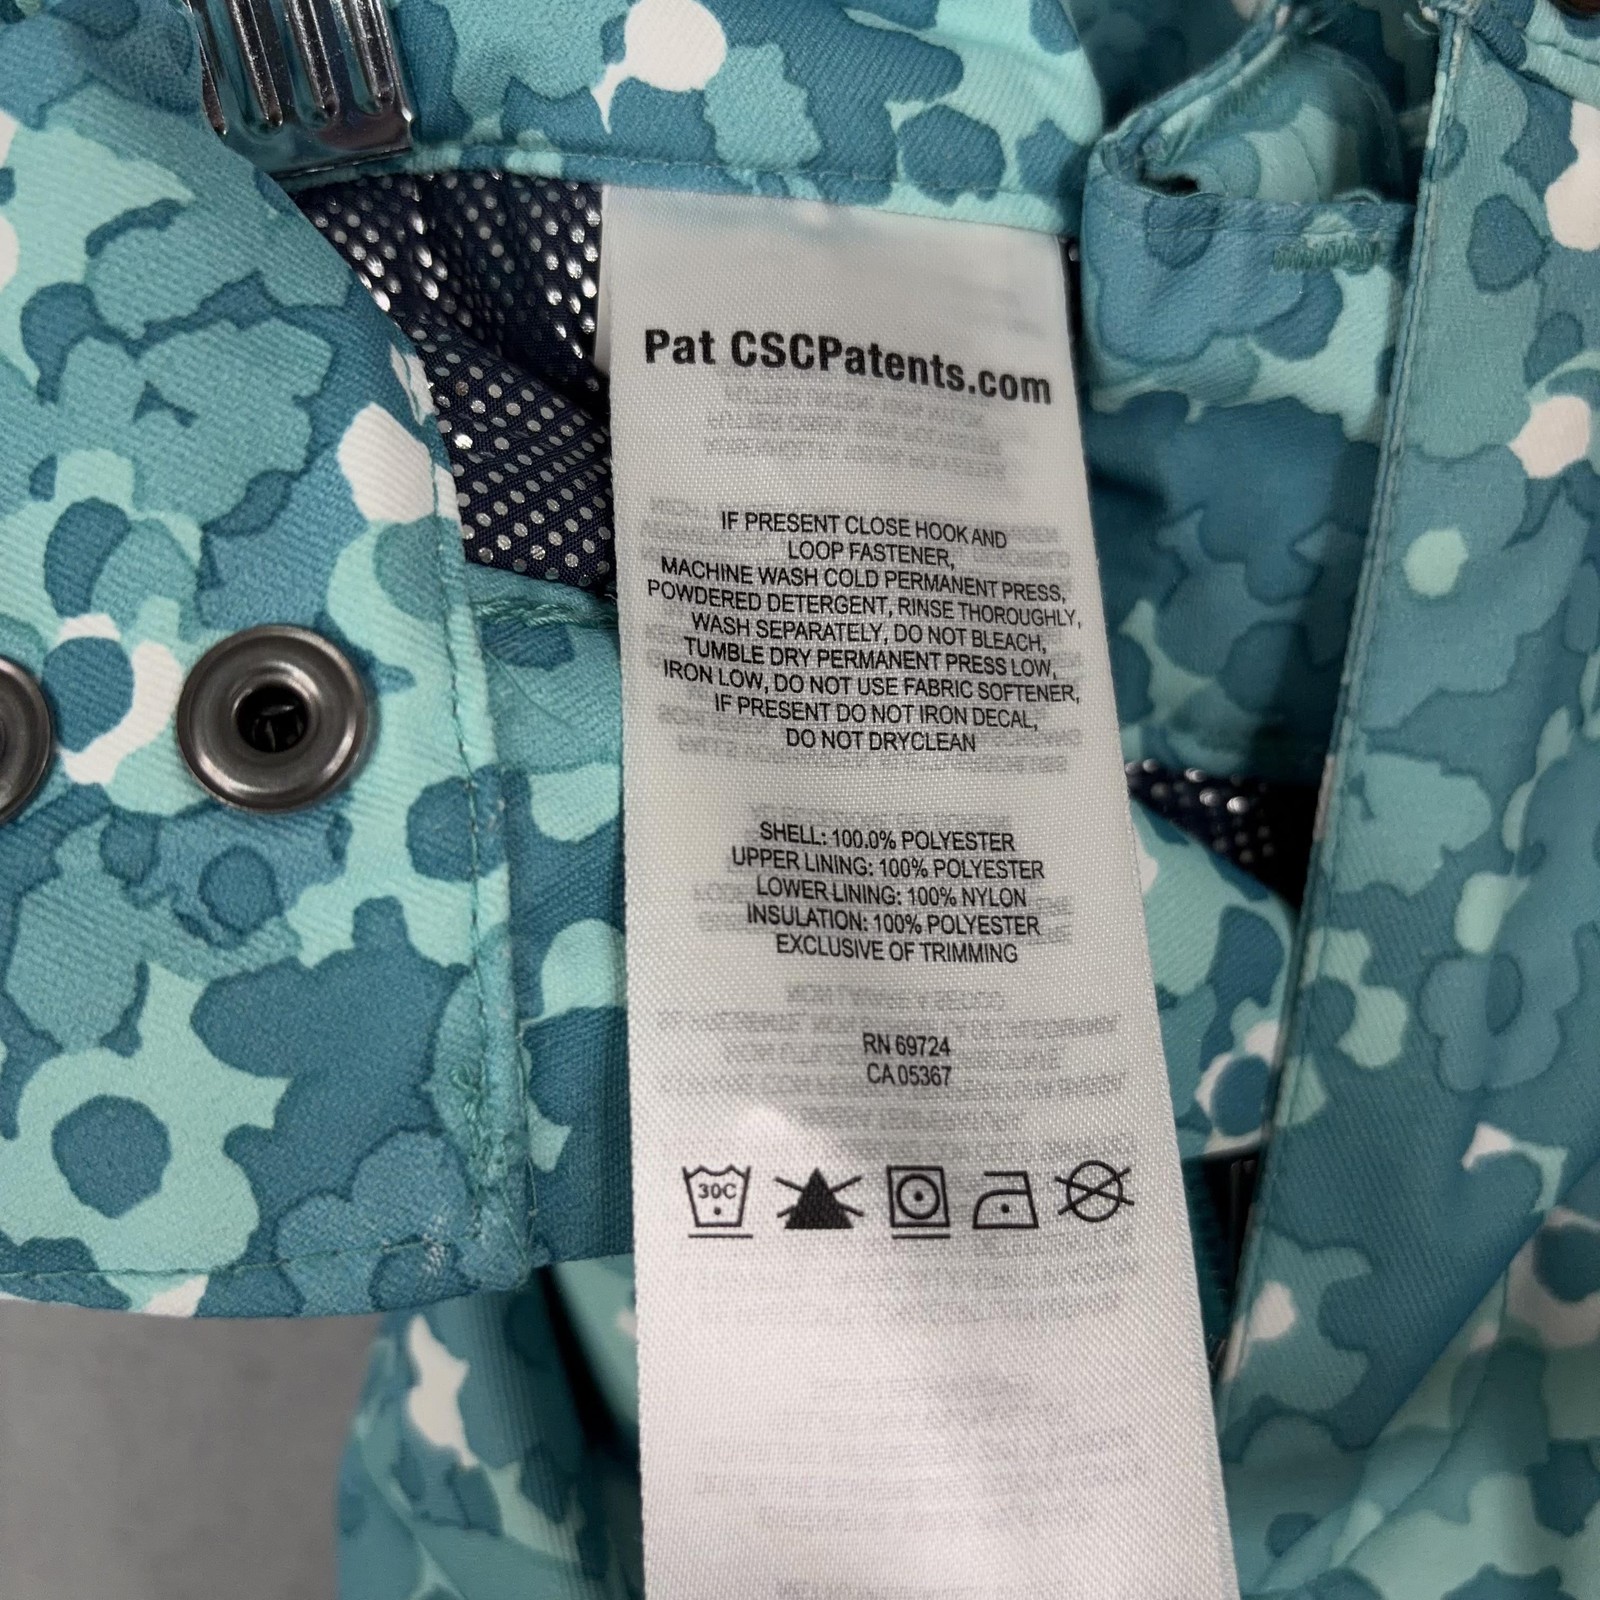 Pat CSCPatents.com
IF PRESENT CLOSE HOOK AND
LOOP FASTENER,
MACHINE WASH COLD PERMANENT PRESS,
POWDERED DETERGENT, RINSE THOROUGHLY,
WASH SEPARATELY, DO NOT BLEACH,
TUMBLE DRY PERMANENT PRESS LOW,
IRON LOW, DO NOT USE FABRIC SOFTENER,
IF PRESENT DO NOT IRON DECAL,
DO NOT DRYCLEAN
SHELL: 100.0% POLYESTER
UPPER LINING: 100% POLYESTER
LOWER LINING: 100% NYLON
INSULATION: 100% POLYESTER
EXCLUSIVE OF TRIMMING
RN 69724
CA 05367
30C